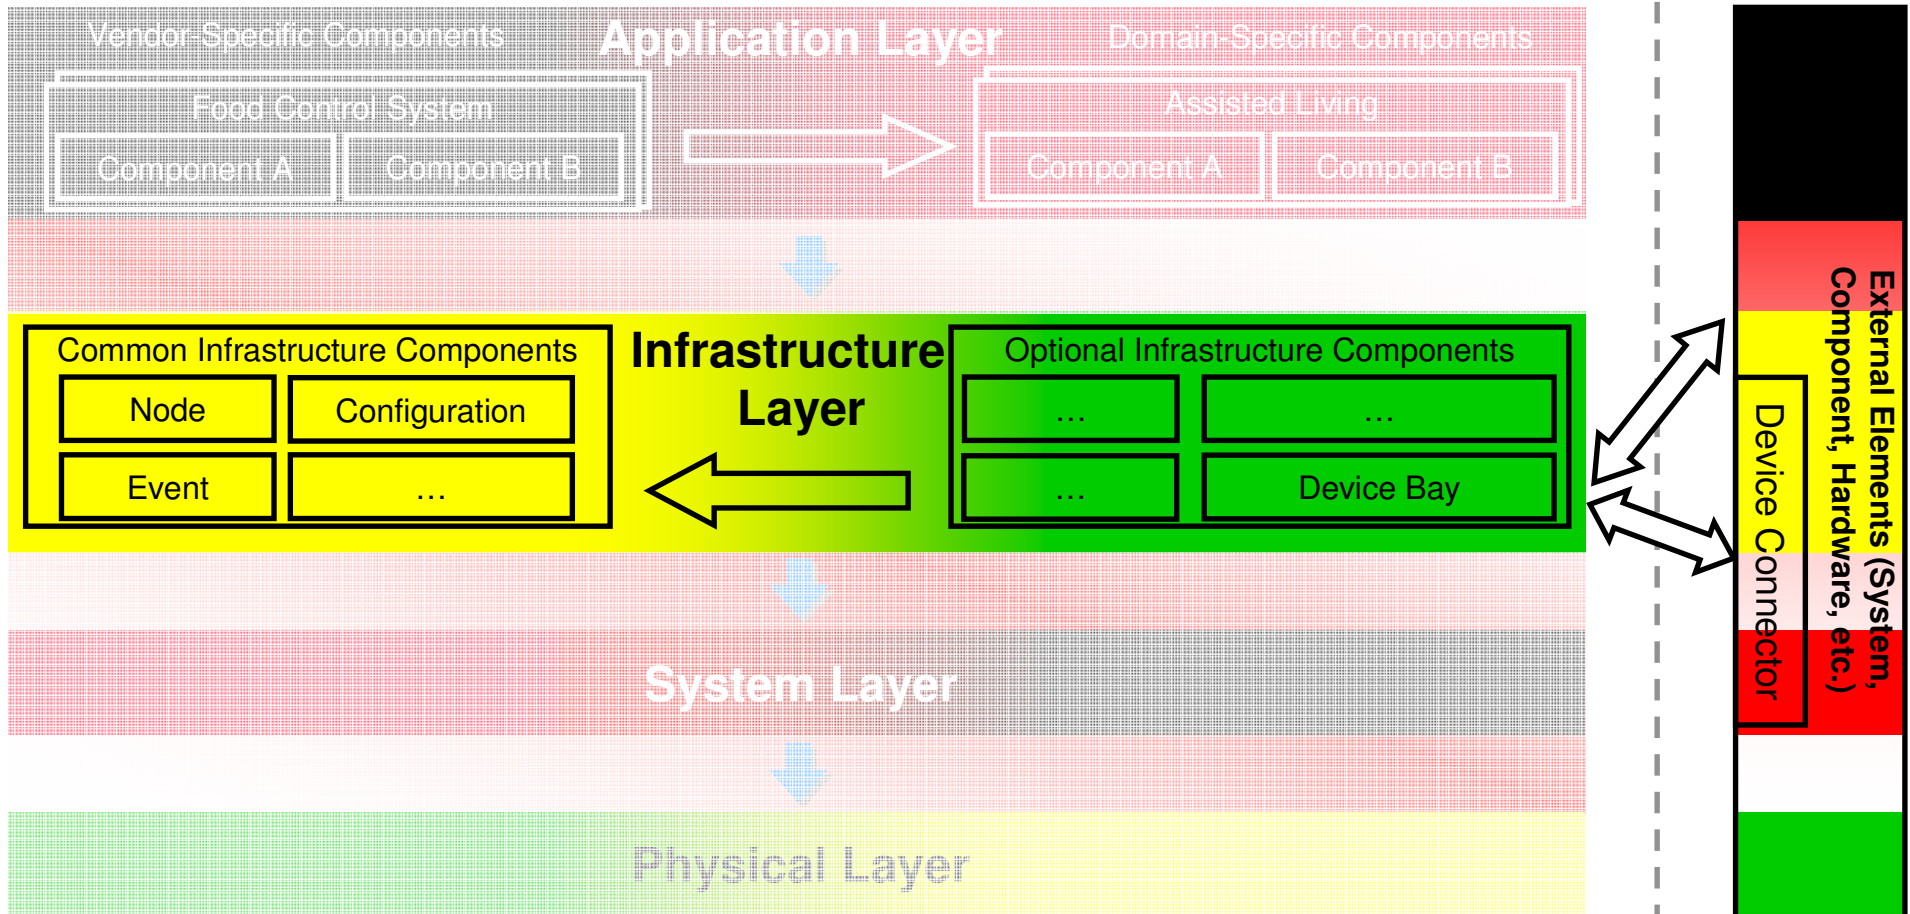 Vendor-Specific Components
Application Layer
Domain-Specific Components
Food Control System
Component A
Component B
Assisted Living
Component A
Component B
Common Infrastructure Components
Node
Configuration
Event
…
Infrastructure
Layer
Optional Infrastructure Components
…
…
…
Device Bay
System Layer
Physical Layer
External Elements (System,
Component, Hardware, etc.)
Device Connector